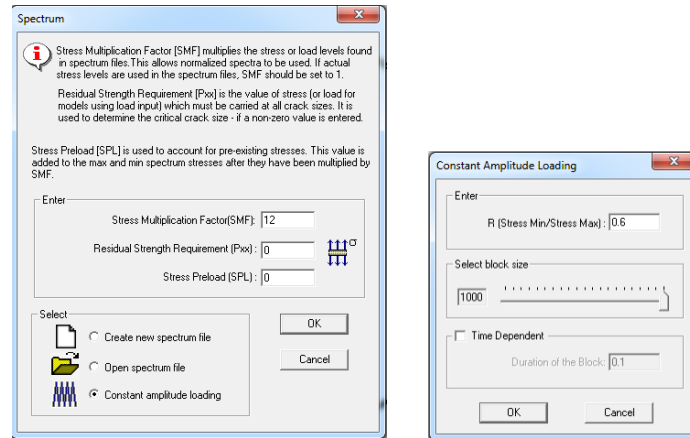 Spectrum
Stress Multiplication Factor [SMF] multiplies the stress or load levels found
in spectrum files.This allows normalized spectra to be used. If actual
stress levels are used in the spectrum files, SMF should be set to 1.
Residual Strength Requirement [Pxx] is the value of stress (or load for
models using load input) which must be carried at all crack sizes. It is
used to determine the critical crack size - if a non-zero value is entered.
Stress Preload [SPL] is used to account for pre-existing stresses. This value is
added to the max and min spectrum stresses after they have been multiplied by
SMF.
Enter
Stress Multiplication Factor(SMF): 12
Residual Strength Requirement (Pxx) : 0
σ
Stress Preload (SPL) : 0
Select
Create new spectrum file
Open spectrum file
Constant amplitude loading
OK
Cancel
Constant Amplitude Loading
Enter
R (Stress Min/Stress Max) : 0.6
Select block size
1000
Time Dependent
Duration of the Block: 0.1
OK
Cancel